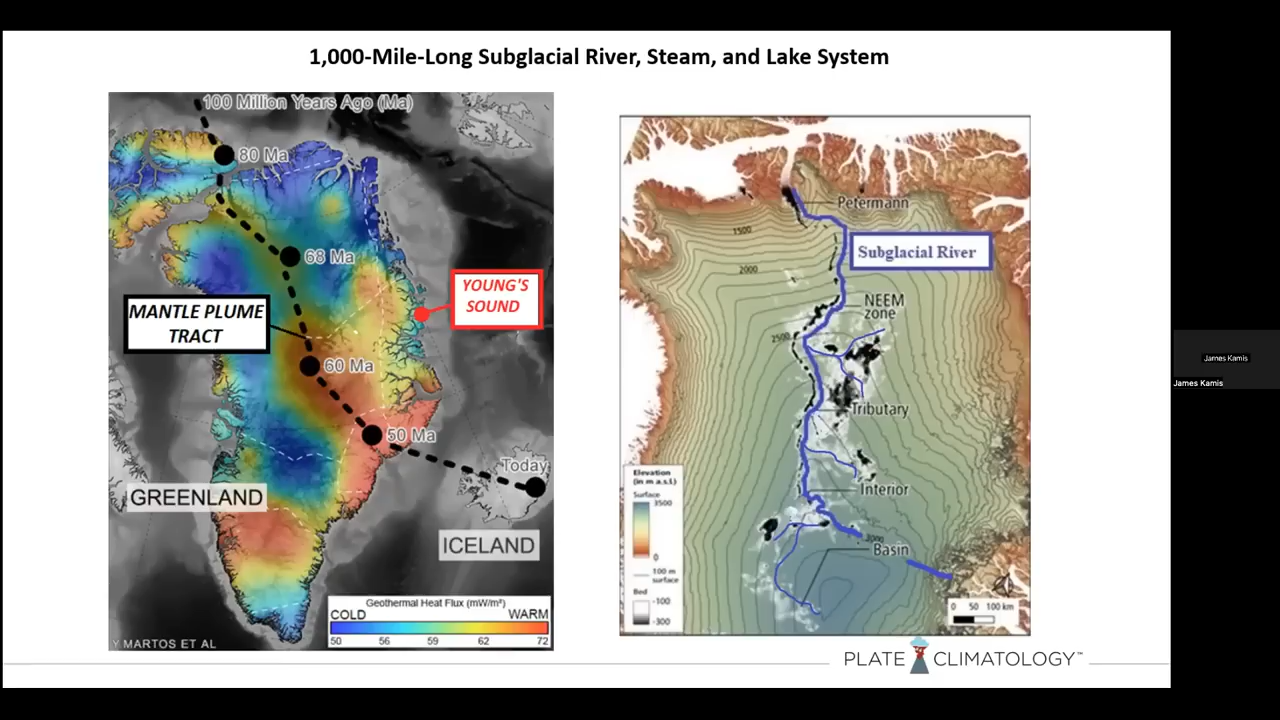 1,000-Mile-Long Subglacial River, Steam, and Lake System
100 Million Years Ago (Ma)
80 Ma
68 Ma
YOUNG'S
SOUND
MANTLE PLUME
TRACT
60 Ma
50 Ma
Today
GREENLAND
ICELAND
Geothermal Heat Flux (mW/m²)
COLD
WARM
50 56 59 62 72
Y MARTOS ET AL
Petermann
1500
Subglacial River
2000
NEEM
zone
2500
Tributary
Interior
Elevation
(in m a.s.l.)
Surface
3500
0
100 m
surface
Bed
-100
-300
3000
Basin
0 50 100 km
PLATE CLIMATOLOGY™
James Kamis
James Kamis